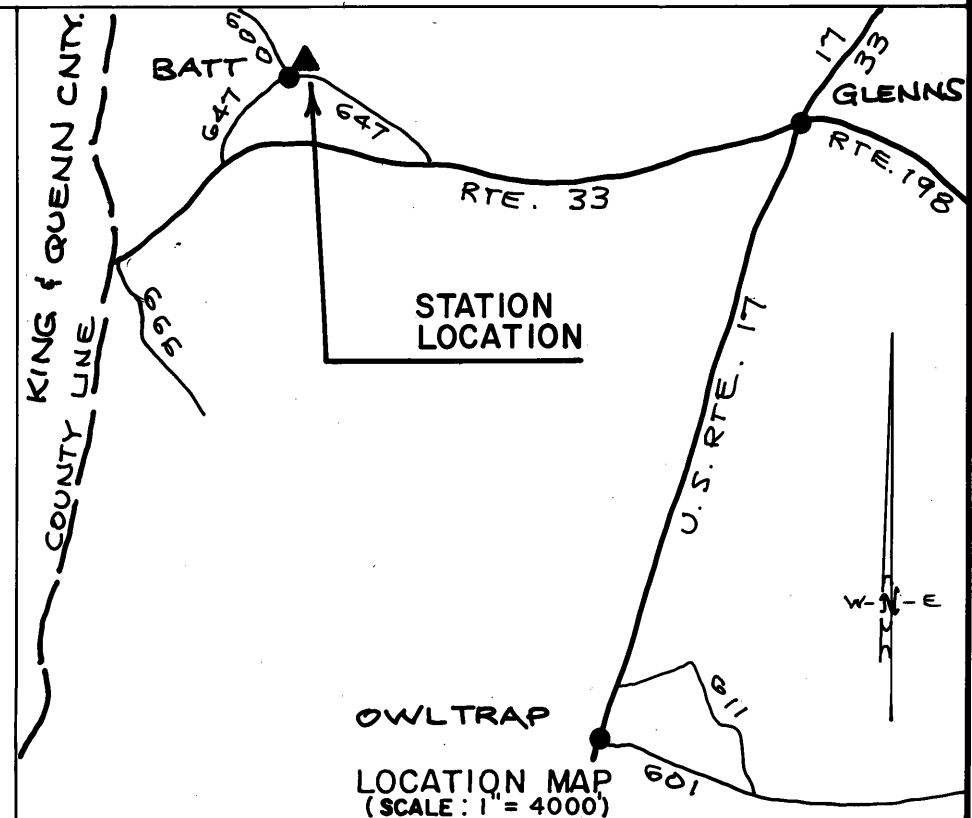 KING & QUENN CNTY.
COUNTY LINE
600
BATT
647
647
666
17
33
GLENNS
RTE. 198
RTE. 33
STATION
LOCATION
U.S. RTE. 17
W-N-E
OWLTRAP
611
601
LOCATION MAP
(SCALE: 1" = 4000')